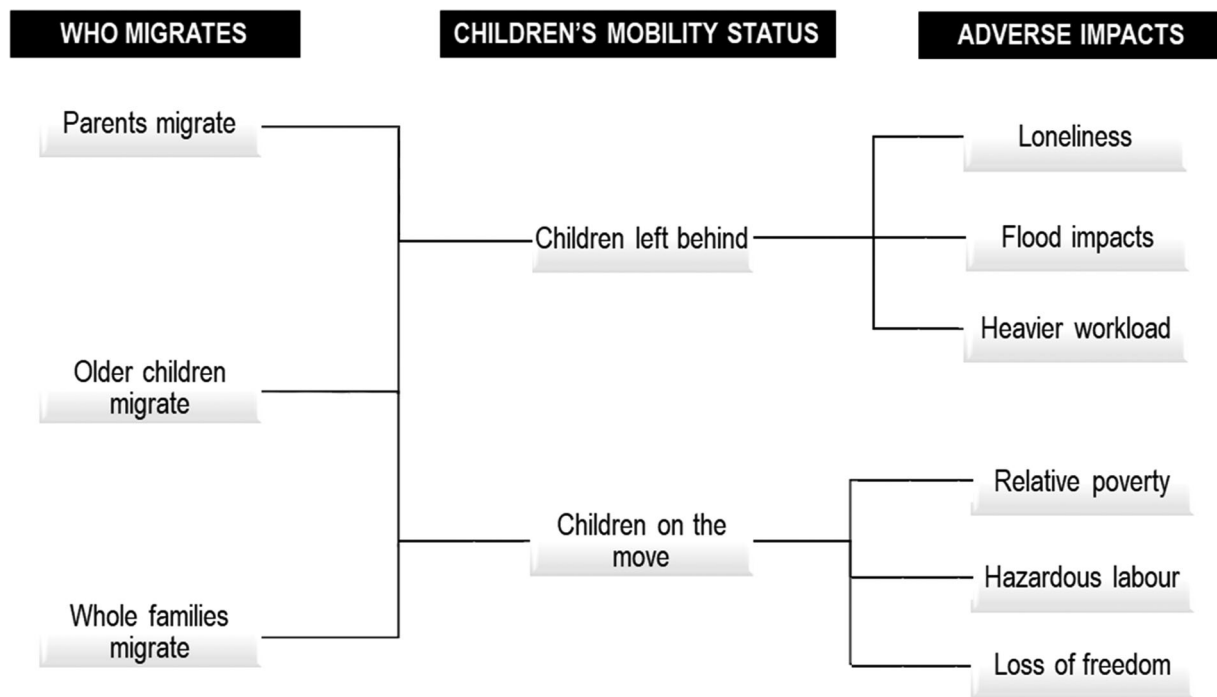 WHO MIGRATES
CHILDREN'S MOBILITY STATUS
ADVERSE IMPACTS
Parents migrate
Older children
migrate
Whole families
migrate
Children left behind
Children on the
move
Loneliness
Flood impacts
Heavier workload
Relative poverty
Hazardous labour
Loss of freedom